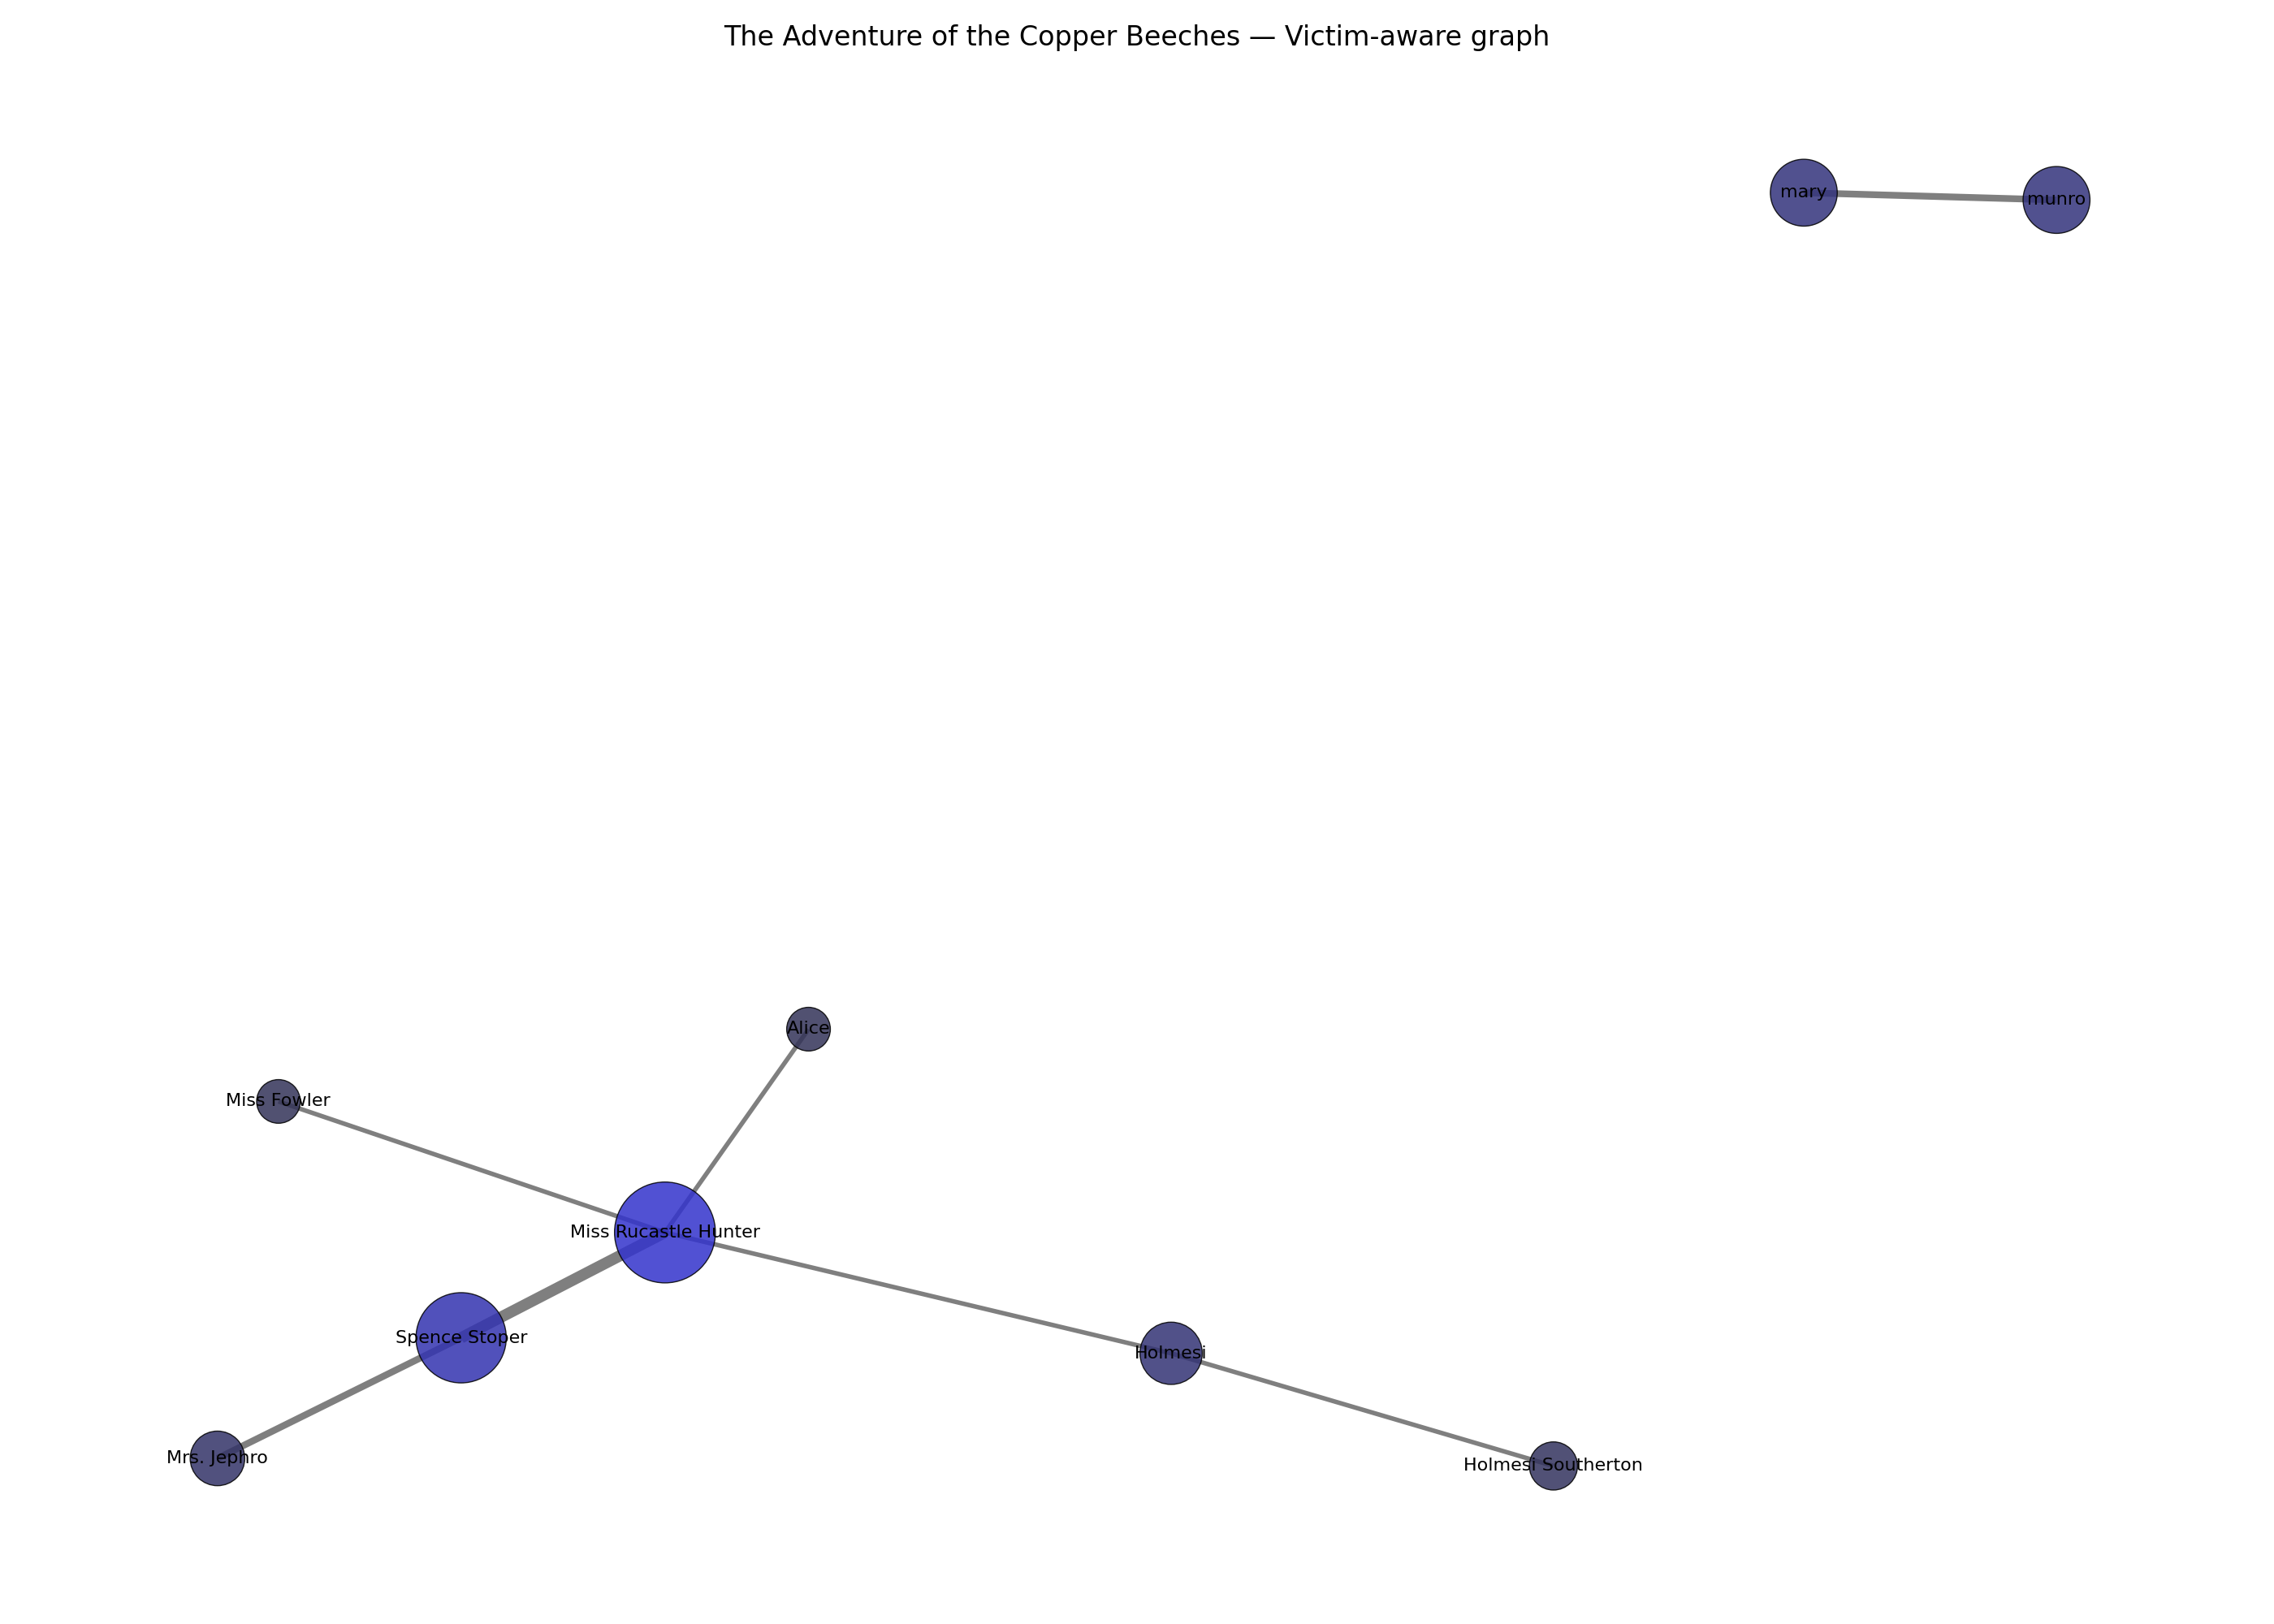 The Adventure of the Copper Beeches — Victim-aware graph
mary
munro
Alice
Miss Fowler
Miss Rucastle Hunter
Spence Stoper
Holmesi
Mrs. Jephro
Holmesi Southerton